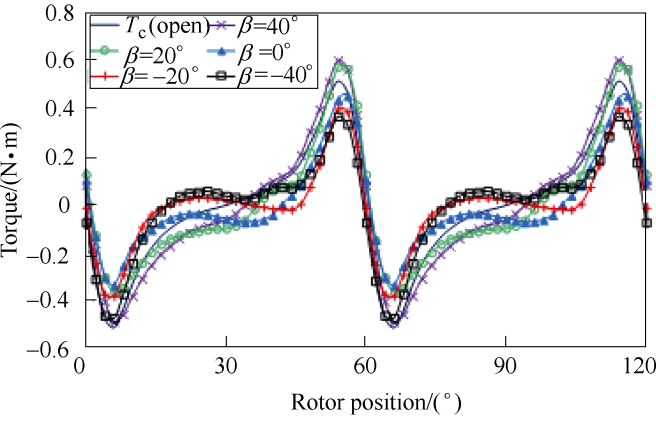 0.8
T_c(open) β=40°
0.6
β=20° β=0°
β=−20° β=−40°
0.4
0.2
0
−0.2
−0.4
−0.6
Torque/(N•m)
0 30 60 90 120
Rotor position/(°)